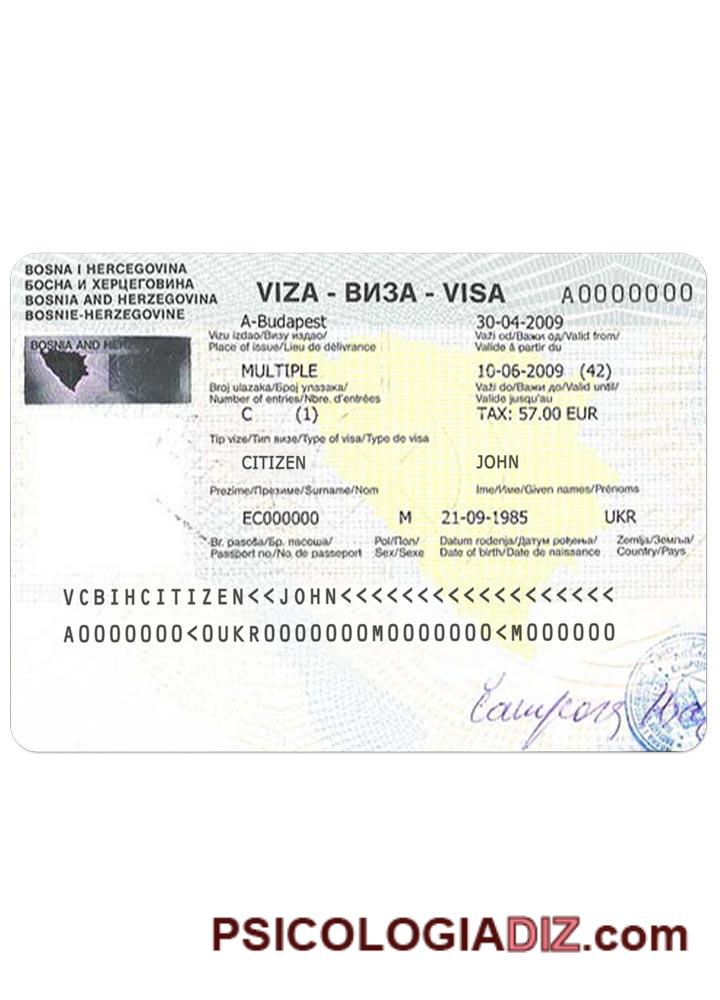 BOSNA I HERCEGOVINA
БОСНА И ХЕРЦЕГОВИНА
BOSNIA AND HERZEGOVINA
BOSNIE-HERZEGOVINE
VIZA - ВИЗА - VISA
A0000000
BOSNIA AND HE
A-Budapest
Vizu izdao/Визу издао/
Place of issue/Lieu de délivrance
30-04-2009
Važi od/Важи од/Valid from/
Valide à partir du
MULTIPLE
Broj ulazaka/Број улазака/
Number of entries/Nbre. d'entrées
10-06-2009 (42)
Važi do/Важи до/Valid until/
Valide jusqu'au
C (1)
TAX: 57.00 EUR
Tip vize/Тип визе/Type of visa/Type de visa
CITIZEN
JOHN
Prezime/Презиме/Surname/Nom
Ime/Име/Given names/Prénoms
EC000000
M
21-09-1985
UKR
Br. pasoša/Бр. пасоша/
Passport no/No. de passeport
Pol/Пол/
Sex/Sexe
Datum rođenja/Датум рођења/
Date of birth/Date de naissance
Zemlja/Земља/
Country/Pays
VCBIHCITIZEN<<JOHN<<<<<<<<<<<<<<<<<<
A0000000<0UKR0000000M0000000<M000000
PSICOLOGIADIZ.com